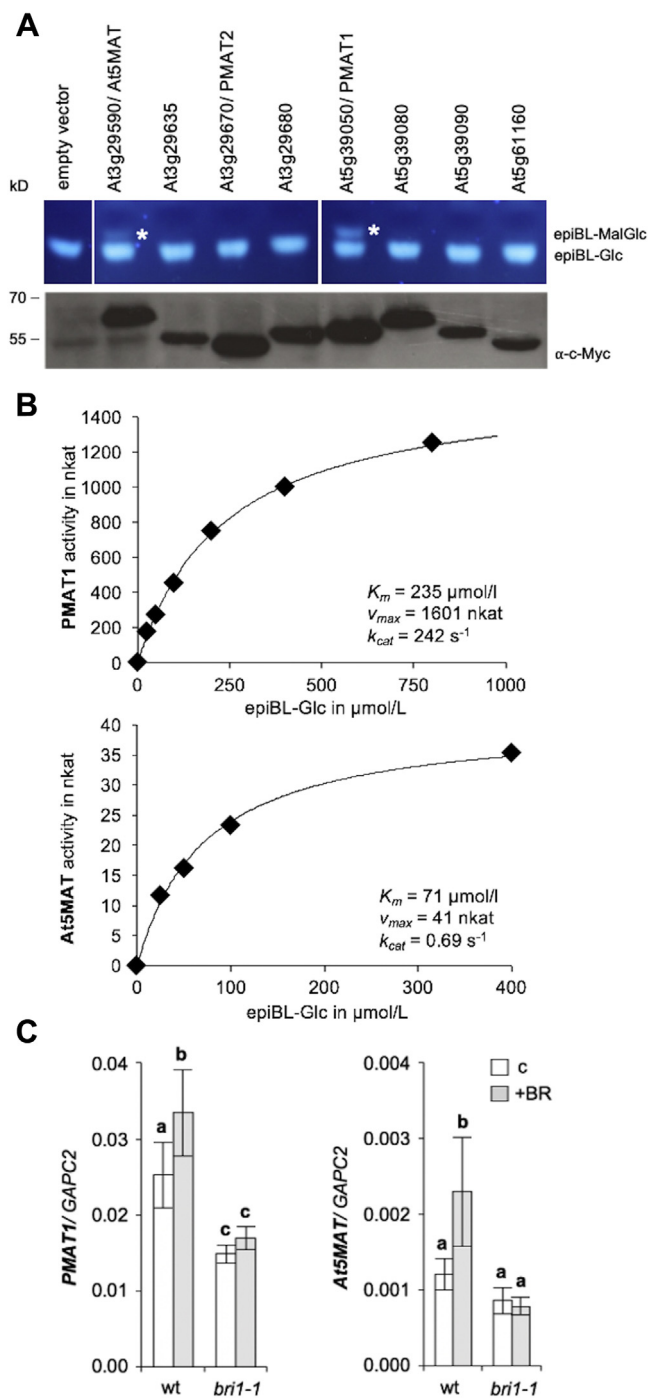 A
kD
empty vector
At3g29590/ At5MAT
At3g29635
At3g29670/ PMAT2
At3g29680
At5g39050/ PMAT1
At5g39080
At5g39090
At5g61160
*
*
epiBL-MalGlc
epiBL-Glc
70
55
α-c-Myc
B
PMAT1 activity in nkat
1400
1200
1000
800
600
400
200
0
Km = 235 µmol/l
vmax = 1601 nkat
kcat = 242 s-1
0 250 500 750 1000
epiBL-Glc in µmol/L
At5MAT activity in nkat
40
35
30
25
20
15
10
5
0
Km = 71 µmol/l
vmax = 41 nkat
kcat = 0.69 s-1
0 100 200 300 400
epiBL-Glc in µmol/L
C
PMAT1/ GAPC2
0.04
0.03
0.02
0.01
0.00
a
b
c
c
wt bri1-1
At5MAT/ GAPC2
0.004
0.003
0.002
0.001
0.000
c
+BR
a
b
a
a
wt bri1-1